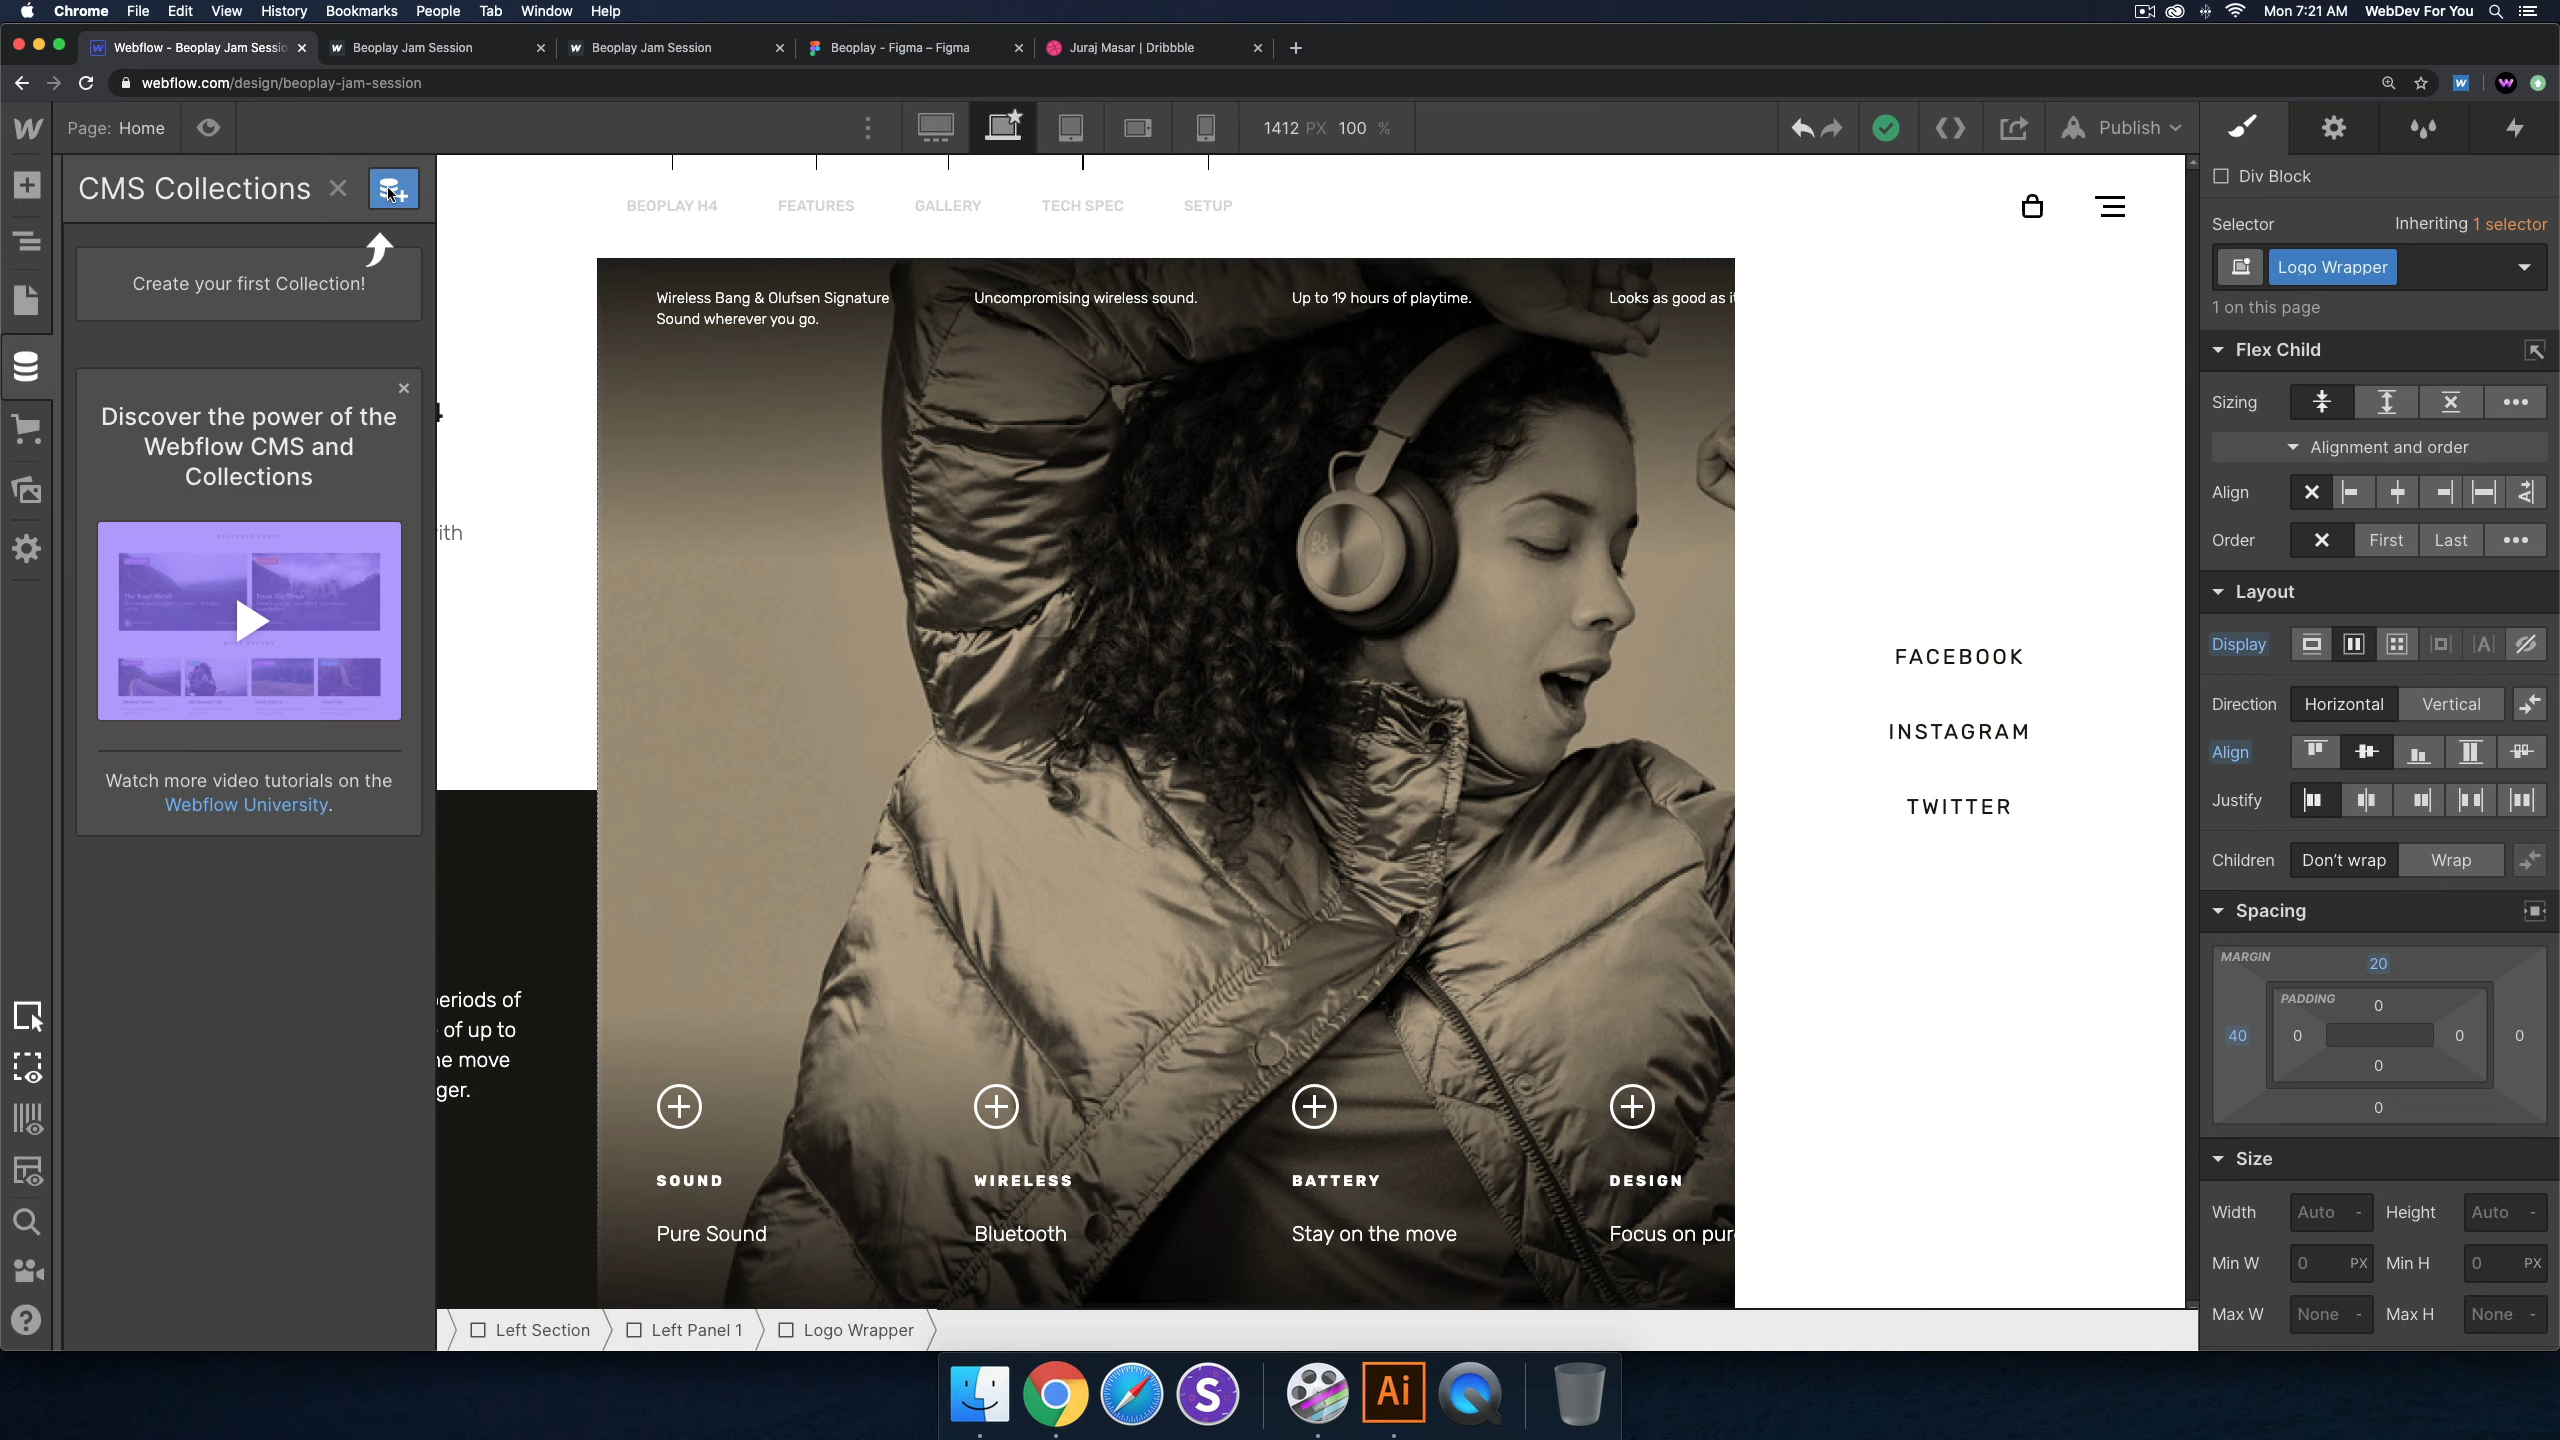 Chrome File Edit View History Bookmarks People Tab Window Help
Mon 7:21 AM WebDev For You
Webflow - Beoplay Jam Sessio
Beoplay Jam Session
Beoplay Jam Session
Beoplay - Figma – Figma
Juraj Masar | Dribbble
webflow.com/design/beoplay-jam-session
Page: Home
1412 PX 100 %
Publish
CMS Collections
Create your first Collection!
Discover the power of the
Webflow CMS and
Collections
Watch more video tutorials on the
Webflow University.
BEOPLAY H4
FEATURES
GALLERY
TECH SPEC
SETUP
Wireless Bang & Olufsen Signature
Sound wherever you go.
Uncompromising wireless sound.
Up to 19 hours of playtime.
Looks as good as it
4
ith
eriods of
of up to
he move
ger.
FACEBOOK
INSTAGRAM
TWITTER
SOUND
WIRELESS
BATTERY
DESIGN
Pure Sound
Bluetooth
Stay on the move
Focus on pur
Left Section
Left Panel 1
Logo Wrapper
Div Block
Selector
Inheriting 1 selector
Logo Wrapper
1 on this page
Flex Child
Sizing
Alignment and order
Align
Order
First
Last
Layout
Display
Direction
Horizontal
Vertical
Align
Justify
Children
Don't wrap
Wrap
Spacing
MARGIN
20
PADDING
0
40
0
0
0
0
0
Size
Width
Auto -
Height
Auto -
Min W
0 PX
Min H
0 PX
Max W
None -
Max H
None -
Ai